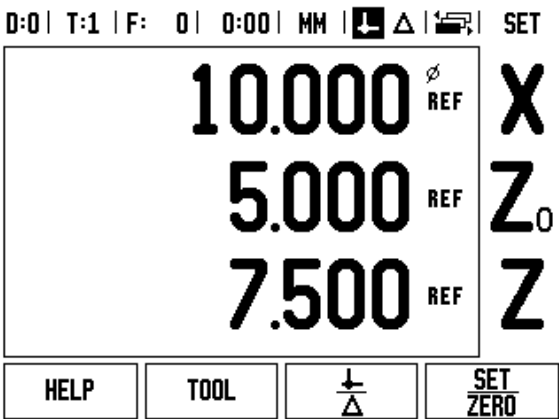 D:0 | T:1 | F: 0 | 0:00 | MM | Δ | | SET
10.000 Ø REF X
5.000 REF Z0
7.500 REF Z
HELP TOOL Δ SET
ZERO